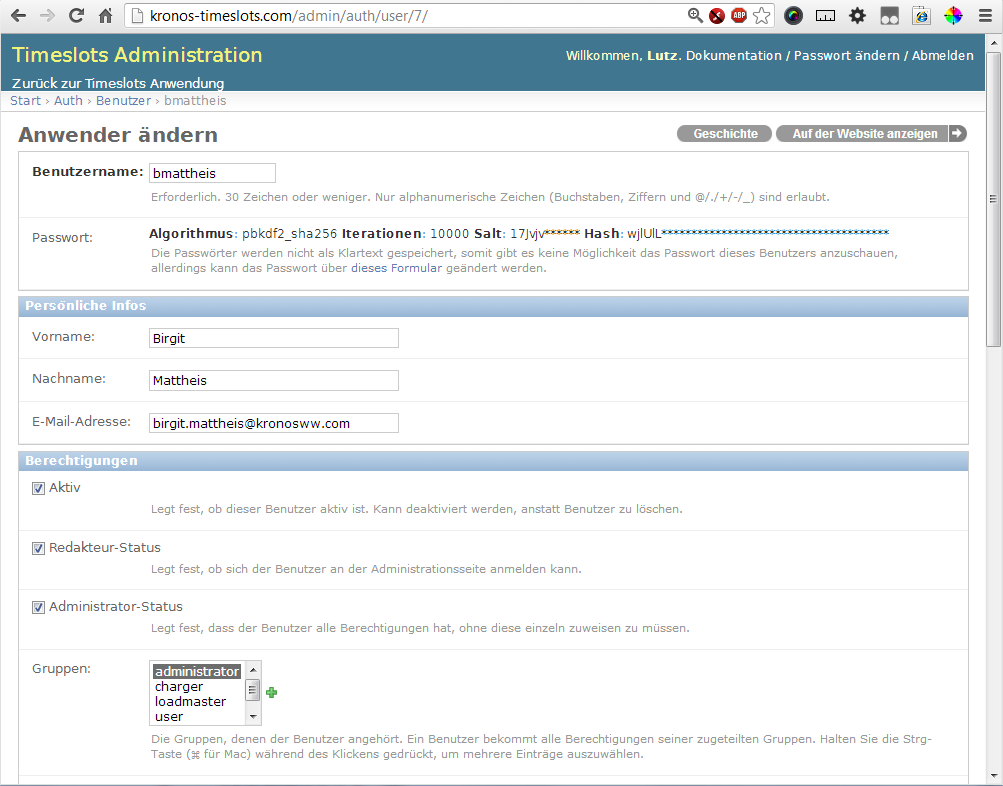 kronos-timeslots.com/admin/auth/user/7/
ABP
Timeslots Administration
Willkommen, Lutz. Dokumentation / Passwort ändern / Abmelden
Zurück zur Timeslots Anwendung
Start › Auth › Benutzer › bmattheis
Anwender ändern
Geschichte
Auf der Website anzeigen
Benutzername: bmattheis
Erforderlich. 30 Zeichen oder weniger. Nur alphanumerische Zeichen (Buchstaben, Ziffern und @/./+/-/_) sind erlaubt.
Passwort: Algorithmus: pbkdf2_sha256 Iterationen: 10000 Salt: 17Jvjv****** Hash: wjlUlL**************************************
Die Passwörter werden nicht als Klartext gespeichert, somit gibt es keine Möglichkeit das Passwort dieses Benutzers anzuschauen,
allerdings kann das Passwort über dieses Formular geändert werden.
Persönliche Infos
Vorname: Birgit
Nachname: Mattheis
E-Mail-Adresse: birgit.mattheis@kronosww.com
Berechtigungen
Aktiv
Legt fest, ob dieser Benutzer aktiv ist. Kann deaktiviert werden, anstatt Benutzer zu löschen.
Redakteur-Status
Legt fest, ob sich der Benutzer an der Administrationsseite anmelden kann.
Administrator-Status
Legt fest, dass der Benutzer alle Berechtigungen hat, ohne diese einzeln zuweisen zu müssen.
Gruppen: administrator
charger
loadmaster
user
Die Gruppen, denen der Benutzer angehört. Ein Benutzer bekommt alle Berechtigungen seiner zugeteilten Gruppen. Halten Sie die Strg-
Taste (⌘ für Mac) während des Klickens gedrückt, um mehrere Einträge auszuwählen.